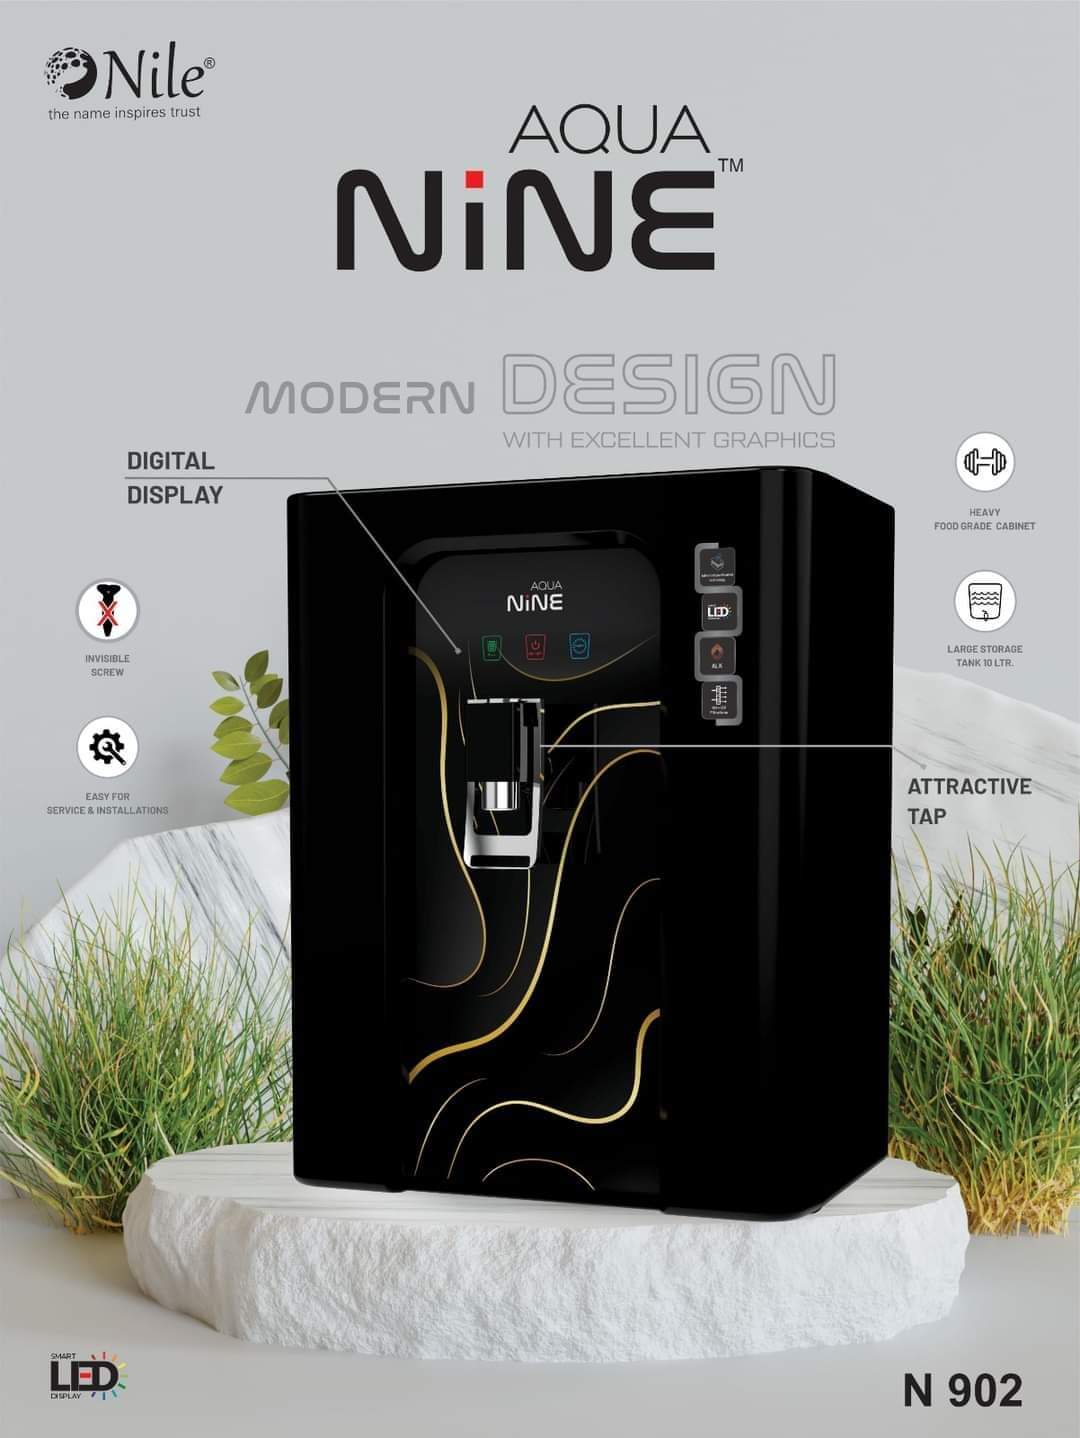 Nile®
the name inspires trust
AQUA
NiNE™
MODERN DESIGN
WITH EXCELLENT GRAPHICS
DIGITAL
DISPLAY
HEAVY
FOOD GRADE CABINET
INVISIBLE
SCREW
LARGE STORAGE
TANK 10 LTR.
EASY FOR
SERVICE & INSTALLATIONS
ATTRACTIVE
TAP
AQUA
NiNE
LED
ALK
SMART
LED
DISPLAY
N 902